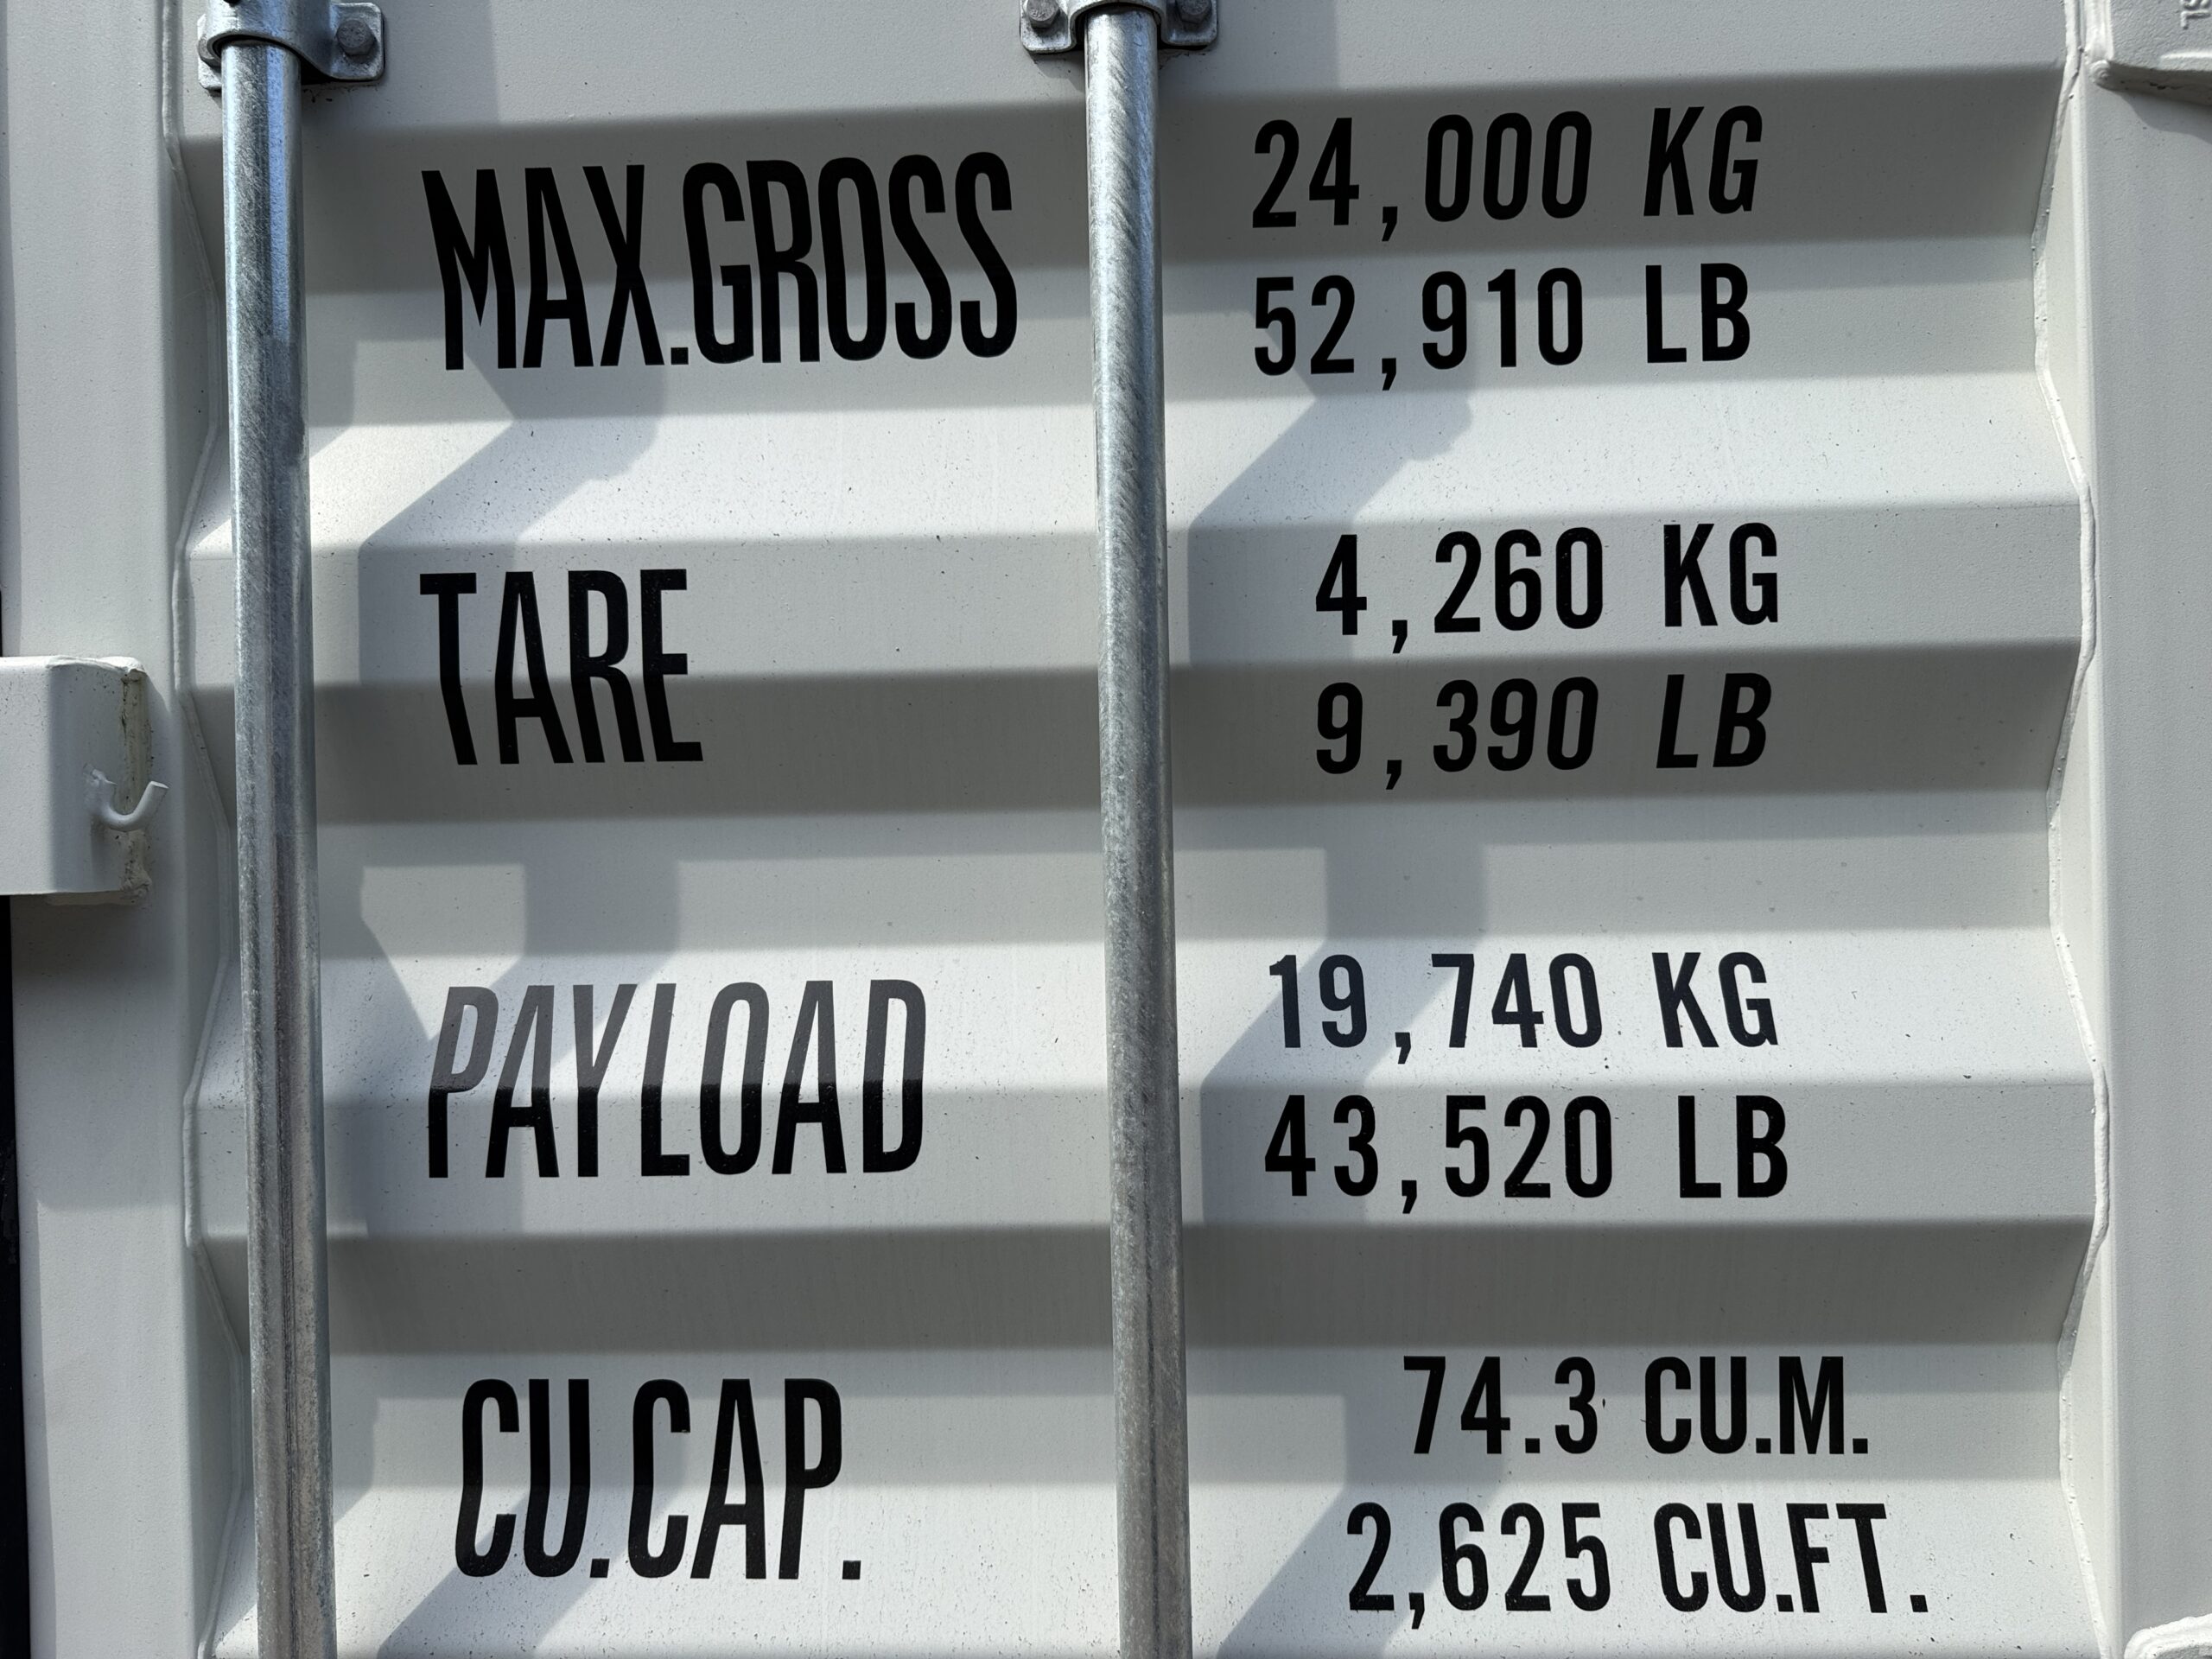 MAX.GROSS 24,000 KG
52,910 LB
TARE 4,260 KG
9,390 LB
PAYLOAD 19,740 KG
43,520 LB
CU.CAP. 74.3 CU.M.
2,625 CU.FT.